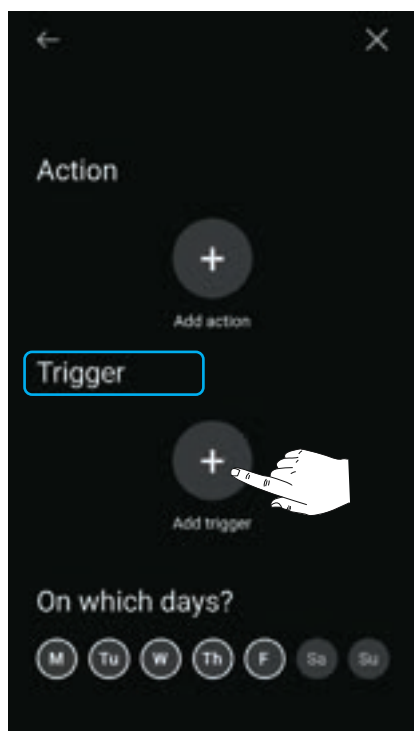 Action
Add action
Trigger
Add trigger
On which days?
M Tu W Th F Sa Su